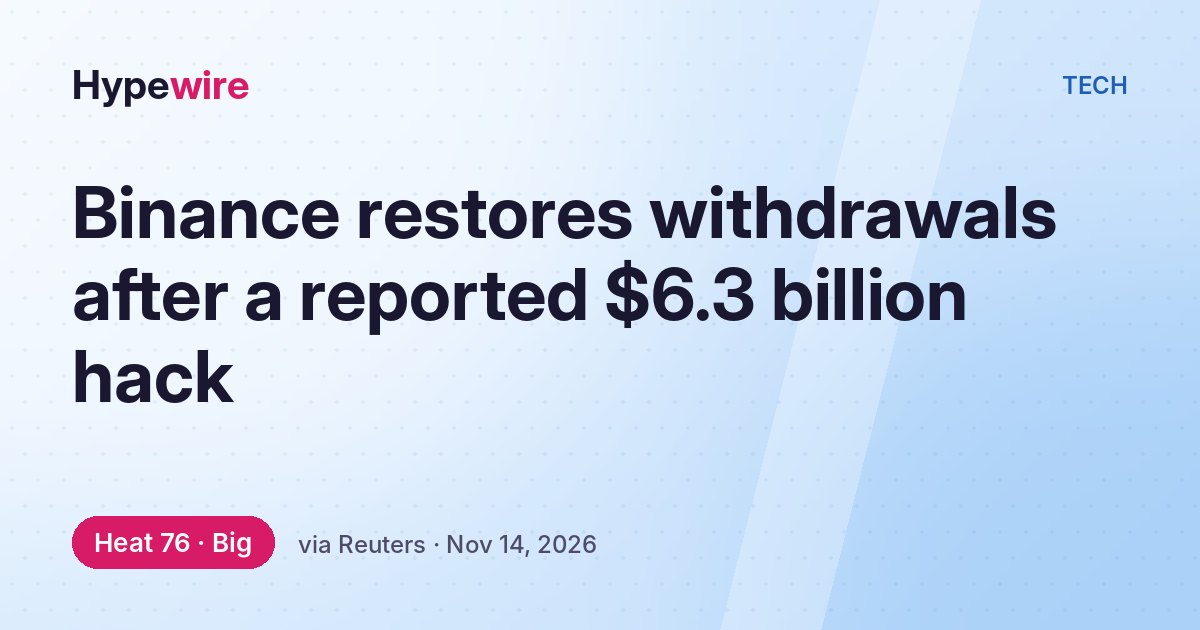 Hypewire
TECH
Binance restores withdrawals
after a reported $6.3 billion
hack
Heat 76 · Big
via Reuters · Nov 14, 2026